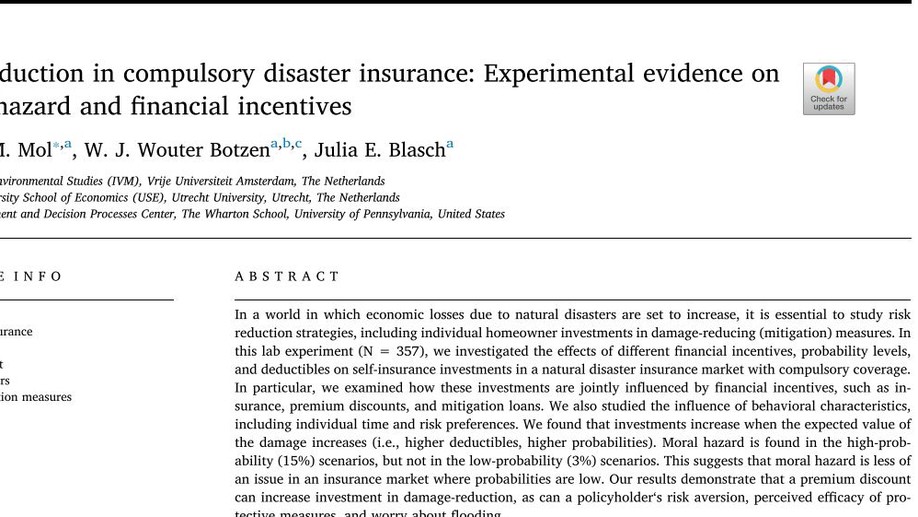 duction in compulsory disaster insurance: Experimental evidence on
hazard and financial incentives
Check for
updates
M. Mol*,a, W. J. Wouter Botzena,b,c, Julia E. Blascha
nvironmental Studies (IVM), Vrije Universiteit Amsterdam, The Netherlands
rsity School of Economics (USE), Utrecht University, Utrecht, The Netherlands
ent and Decision Processes Center, The Wharton School, University of Pennsylvania, United States
E INFO
urance
t
rs
ion measures
ABSTRACT
In a world in which economic losses due to natural disasters are set to increase, it is essential to study risk
reduction strategies, including individual homeowner investments in damage-reducing (mitigation) measures. In
this lab experiment (N = 357), we investigated the effects of different financial incentives, probability levels,
and deductibles on self-insurance investments in a natural disaster insurance market with compulsory coverage.
In particular, we examined how these investments are jointly influenced by financial incentives, such as in-
surance, premium discounts, and mitigation loans. We also studied the influence of behavioral characteristics,
including individual time and risk preferences. We found that investments increase when the expected value of
the damage increases (i.e., higher deductibles, higher probabilities). Moral hazard is found in the high-prob-
ability (15%) scenarios, but not in the low-probability (3%) scenarios. This suggests that moral hazard is less of
an issue in an insurance market where probabilities are low. Our results demonstrate that a premium discount
can increase investment in damage-reduction, as can a policyholder‘s risk aversion, perceived efficacy of pro-
tective measures, and worry about flooding.